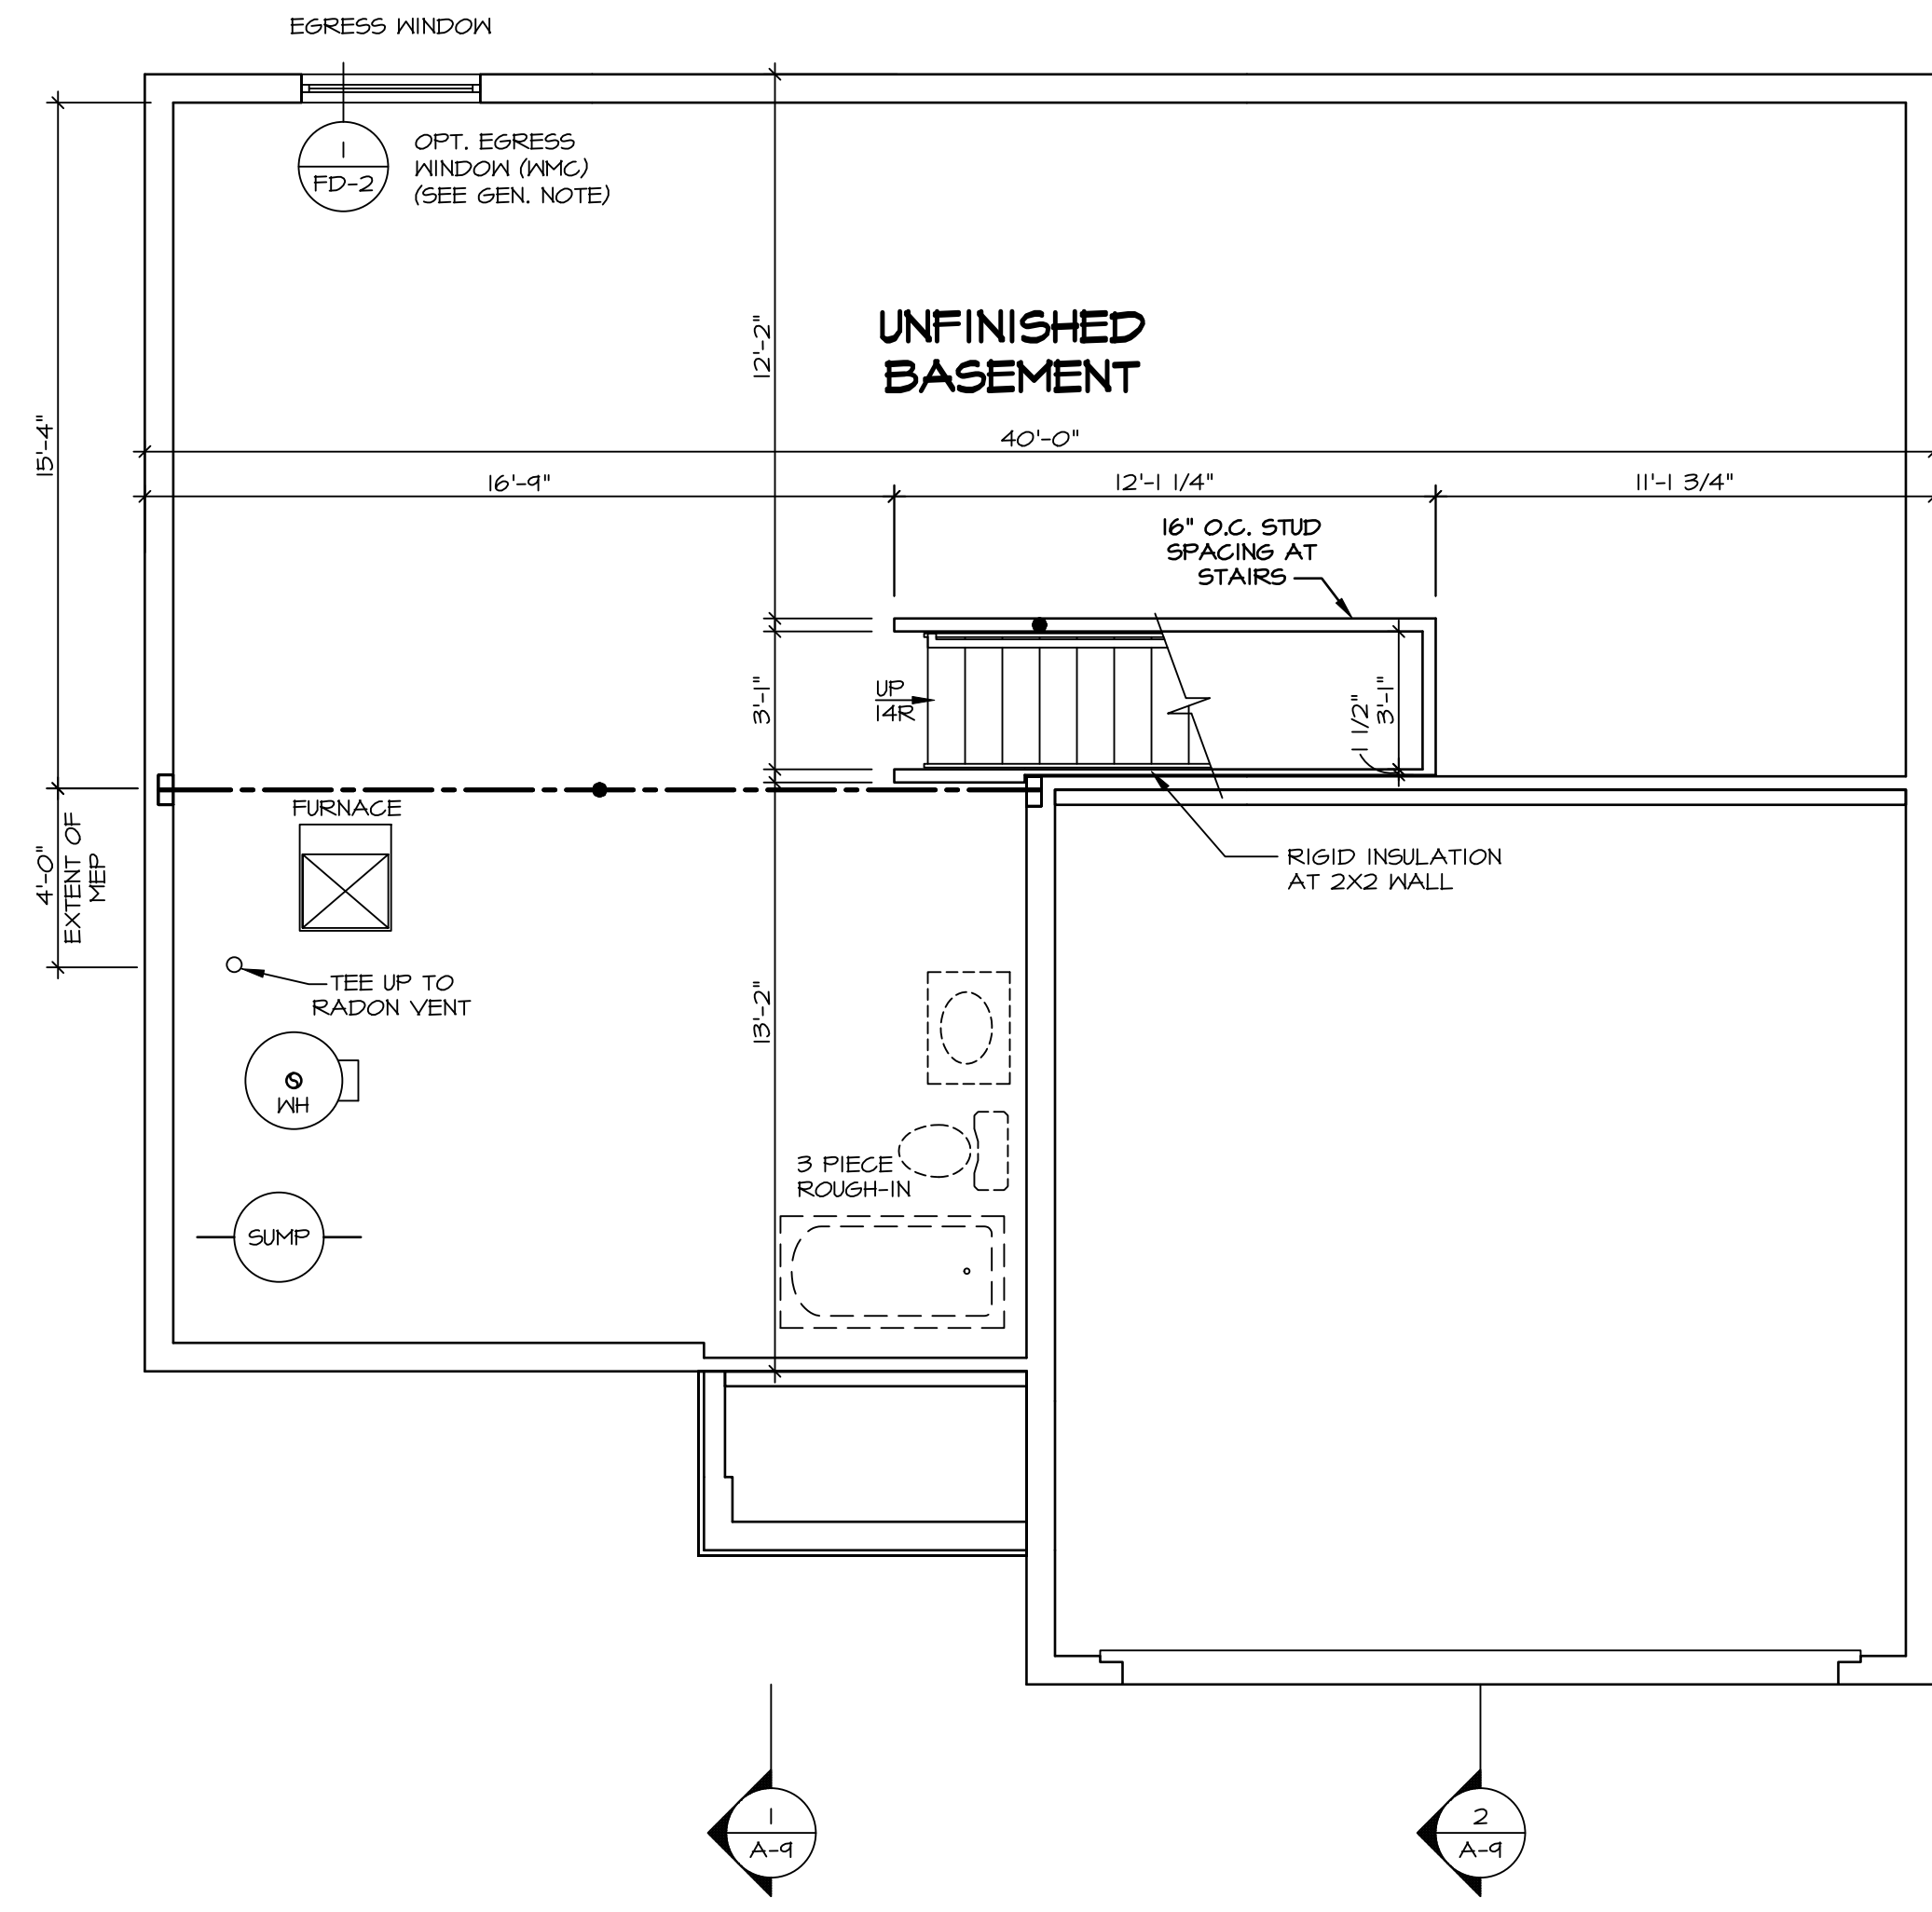 EGRESS WINDOW
1
FD-2
OPT. EGRESS
WINDOW (WMC)
(SEE GEN. NOTE)
12'-2"
UNFINISHED
BASEMENT
15'-4"
40'-0"
16'-9"
12'-1 1/4"
11'-1 3/4"
16" O.C. STUD
SPACING AT
STAIRS
3'-1"
UP
14R
1 1/2"
3'-1"
FURNACE
4'-0"
EXTENT OF
MEP
RIGID INSULATION
AT 2X2 WALL
TEE UP TO
RADON VENT
13'-2"
S
WH
3 PIECE
ROUGH-IN
SUMP
1
A-9
2
A-9